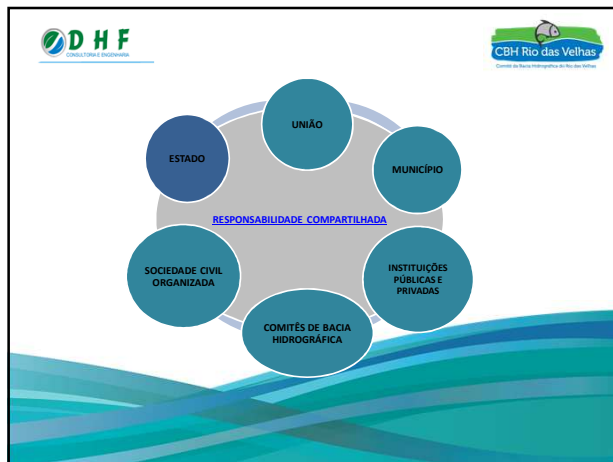 DHF
CONSULTORIA E ENGENHARIA
CBH Rio das Velhas
Comitê da Bacia Hidrográfica do Rio das Velhas
UNIÃO
ESTADO
MUNICÍPIO
RESPONSABILIDADE COMPARTILHADA
SOCIEDADE CIVIL
ORGANIZADA
INSTITUIÇÕES
PÚBLICAS E
PRIVADAS
COMITÊS DE BACIA
HIDROGRÁFICA